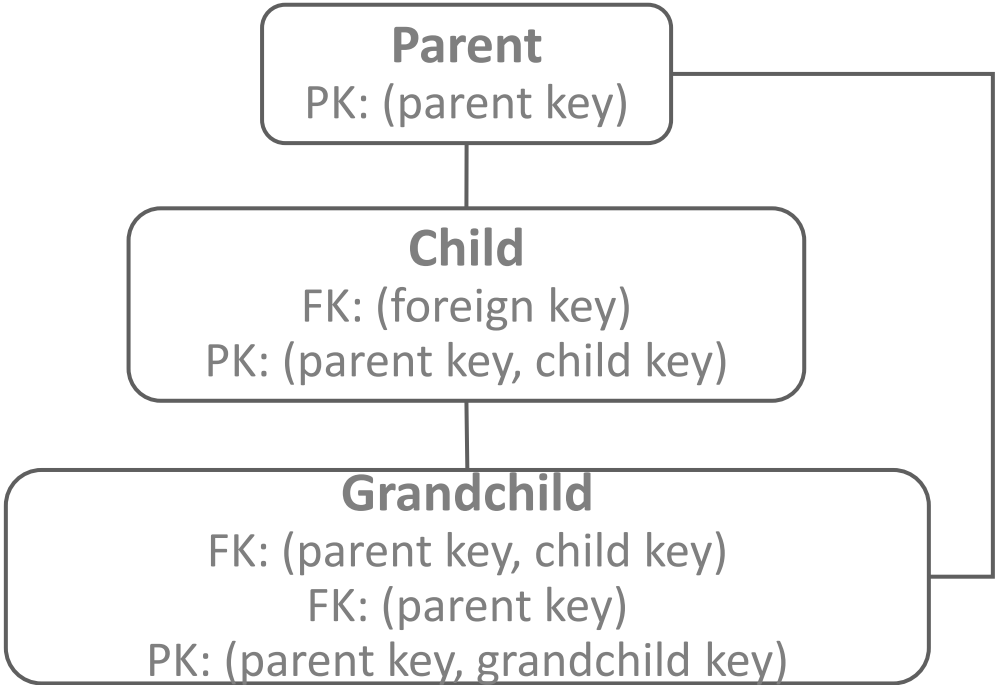 Parent
PK: (parent key)
Child
FK: (foreign key)
PK: (parent key, child key)
Grandchild
FK: (parent key, child key)
FK: (parent key)
PK: (parent key, grandchild key)